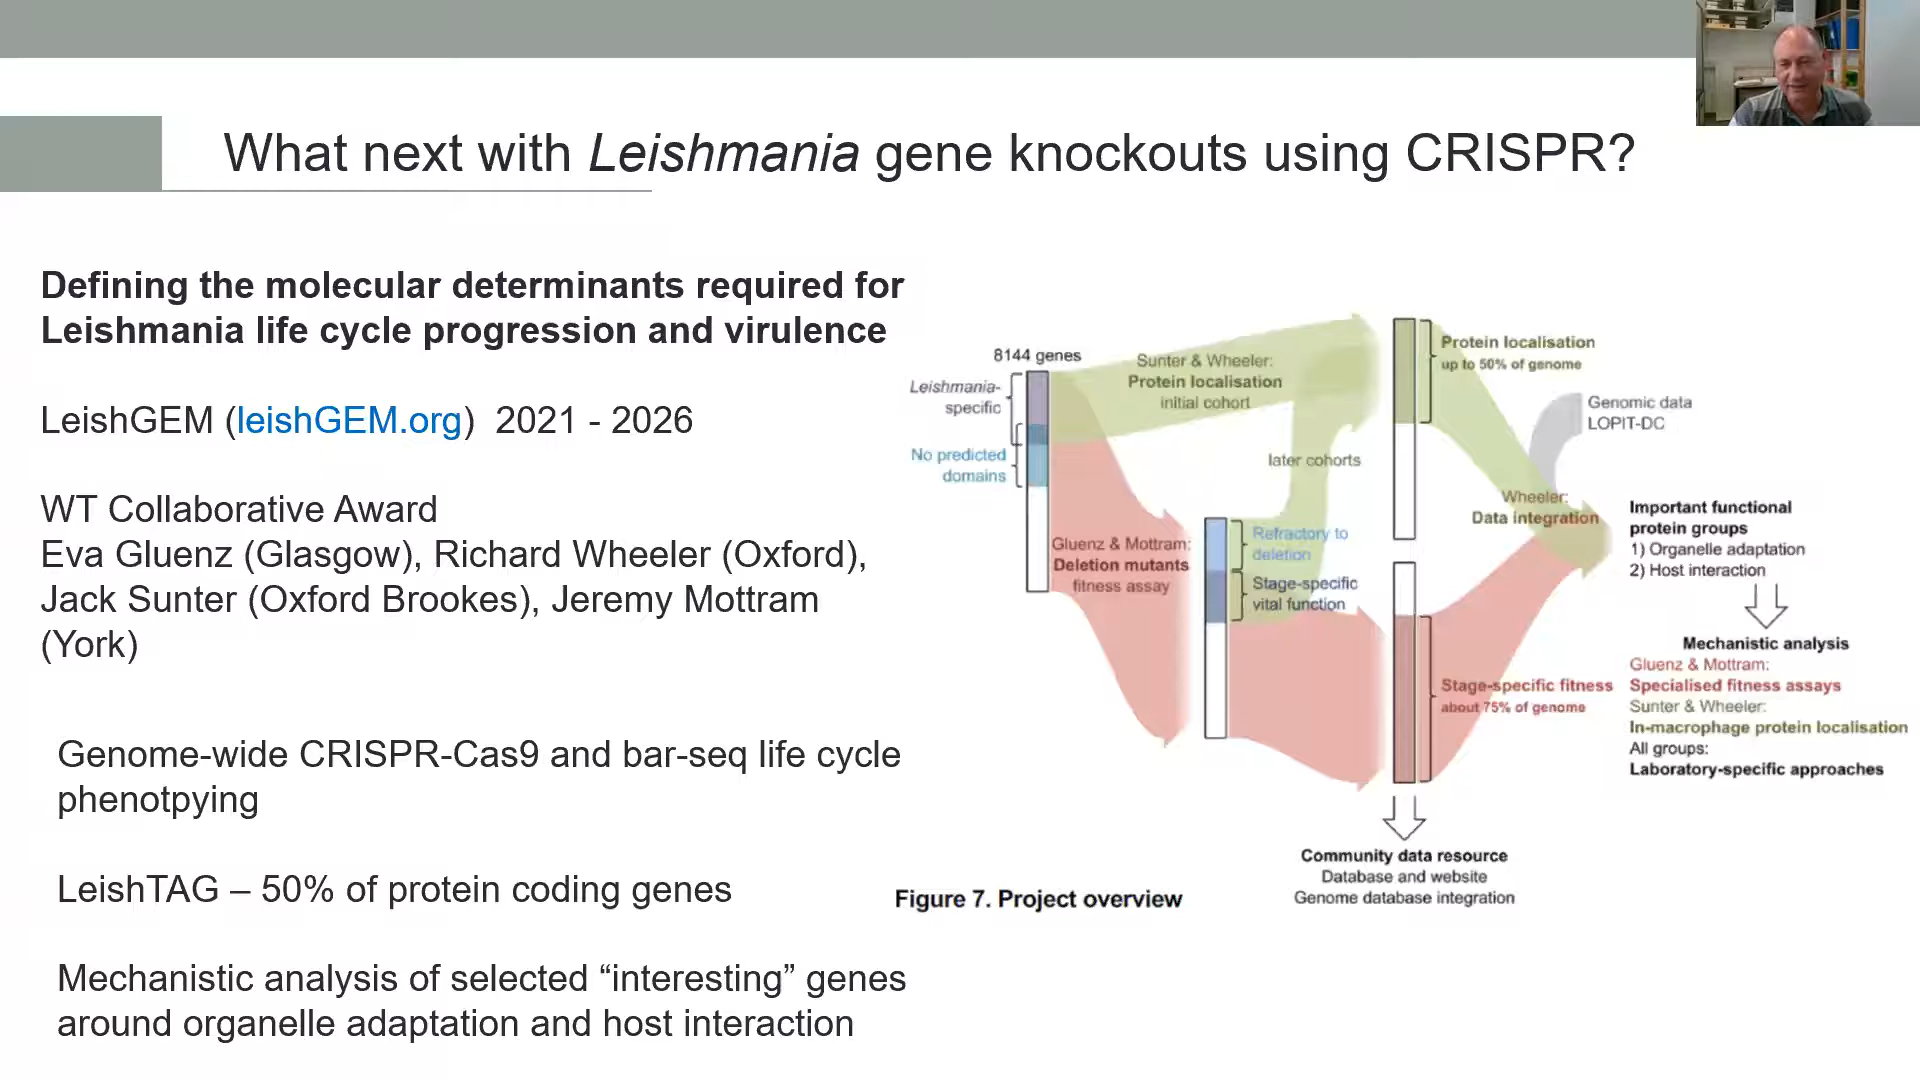 What next with Leishmania gene knockouts using CRISPR?
Defining the molecular determinants required for
Leishmania life cycle progression and virulence
LeishGEM (leishGEM.org) 2021 - 2026
WT Collaborative Award
Eva Gluenz (Glasgow), Richard Wheeler (Oxford),
Jack Sunter (Oxford Brookes), Jeremy Mottram
(York)
Genome-wide CRISPR-Cas9 and bar-seq life cycle
phenotpying
LeishTAG – 50% of protein coding genes
Mechanistic analysis of selected “interesting” genes
around organelle adaptation and host interaction
8144 genes
Leishmania-
specific
No predicted
domains
Sunter & Wheeler:
Protein localisation
initial cohort
Gluenz & Mottram:
Deletion mutants
fitness assay
later cohorts
Refractory to
deletion
Stage-specific
vital function
Protein localisation
up to 50% of genome
Genomic data
LOPIT-DC
Wheeler:
Data integration
Stage-specific fitness
about 75% of genome
Important functional
protein groups
1) Organelle adaptation
2) Host interaction
Mechanistic analysis
Gluenz & Mottram:
Specialised fitness assays
Sunter & Wheeler:
In-macrophage protein localisation
All groups:
Laboratory-specific approaches
Community data resource
Database and website
Genome database integration
Figure 7. Project overview